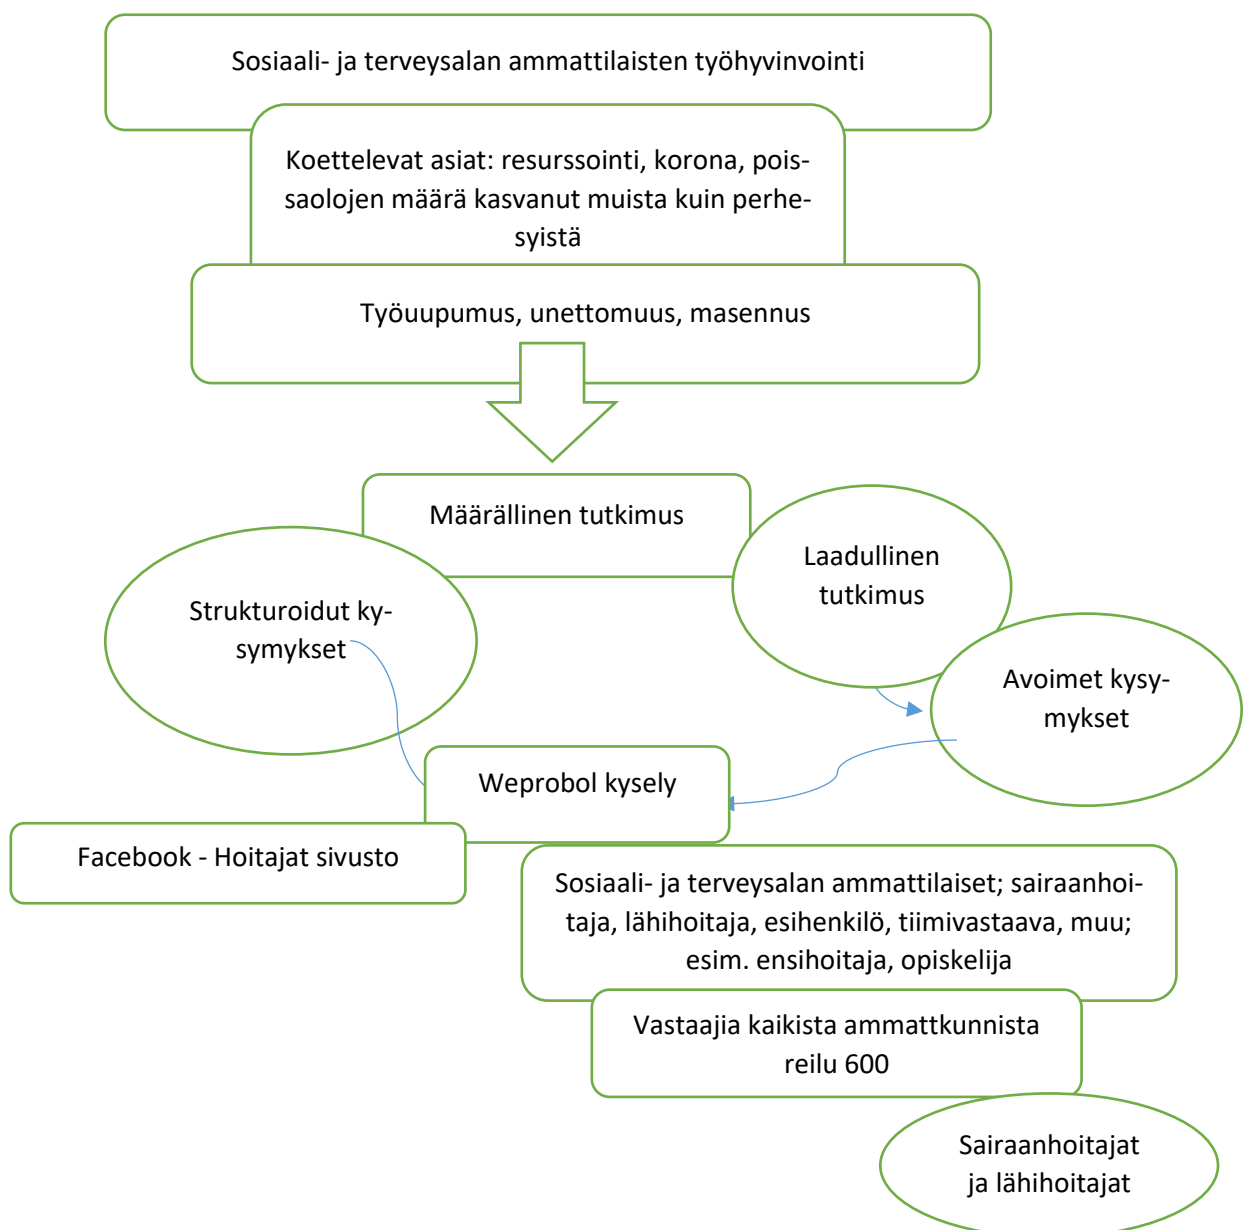 Sosiaali- ja terveysalan ammattilaisten työhyvinvointi
Koettelevat asiat: resurssointi, korona, pois-
saolojen määrä kasvanut muista kuin perhe-
syistä
Työuupumus, unettomuus, masennus
Määrällinen tutkimus
Laadullinen
tutkimus
Strukturoidut ky-
symykset
Avoimet kysy-
mykset
Weprobol kysely
Facebook - Hoitajat sivusto
Sosiaali- ja terveysalan ammattilaiset; sairaanhoi-
taja, lähihoitaja, esihenkilö, tiimivastaava, muu;
esim. ensihoitaja, opiskelija
Vastaajia kaikista ammattkunnista
reilu 600
Sairaanhoitajat
ja lähihoitajat